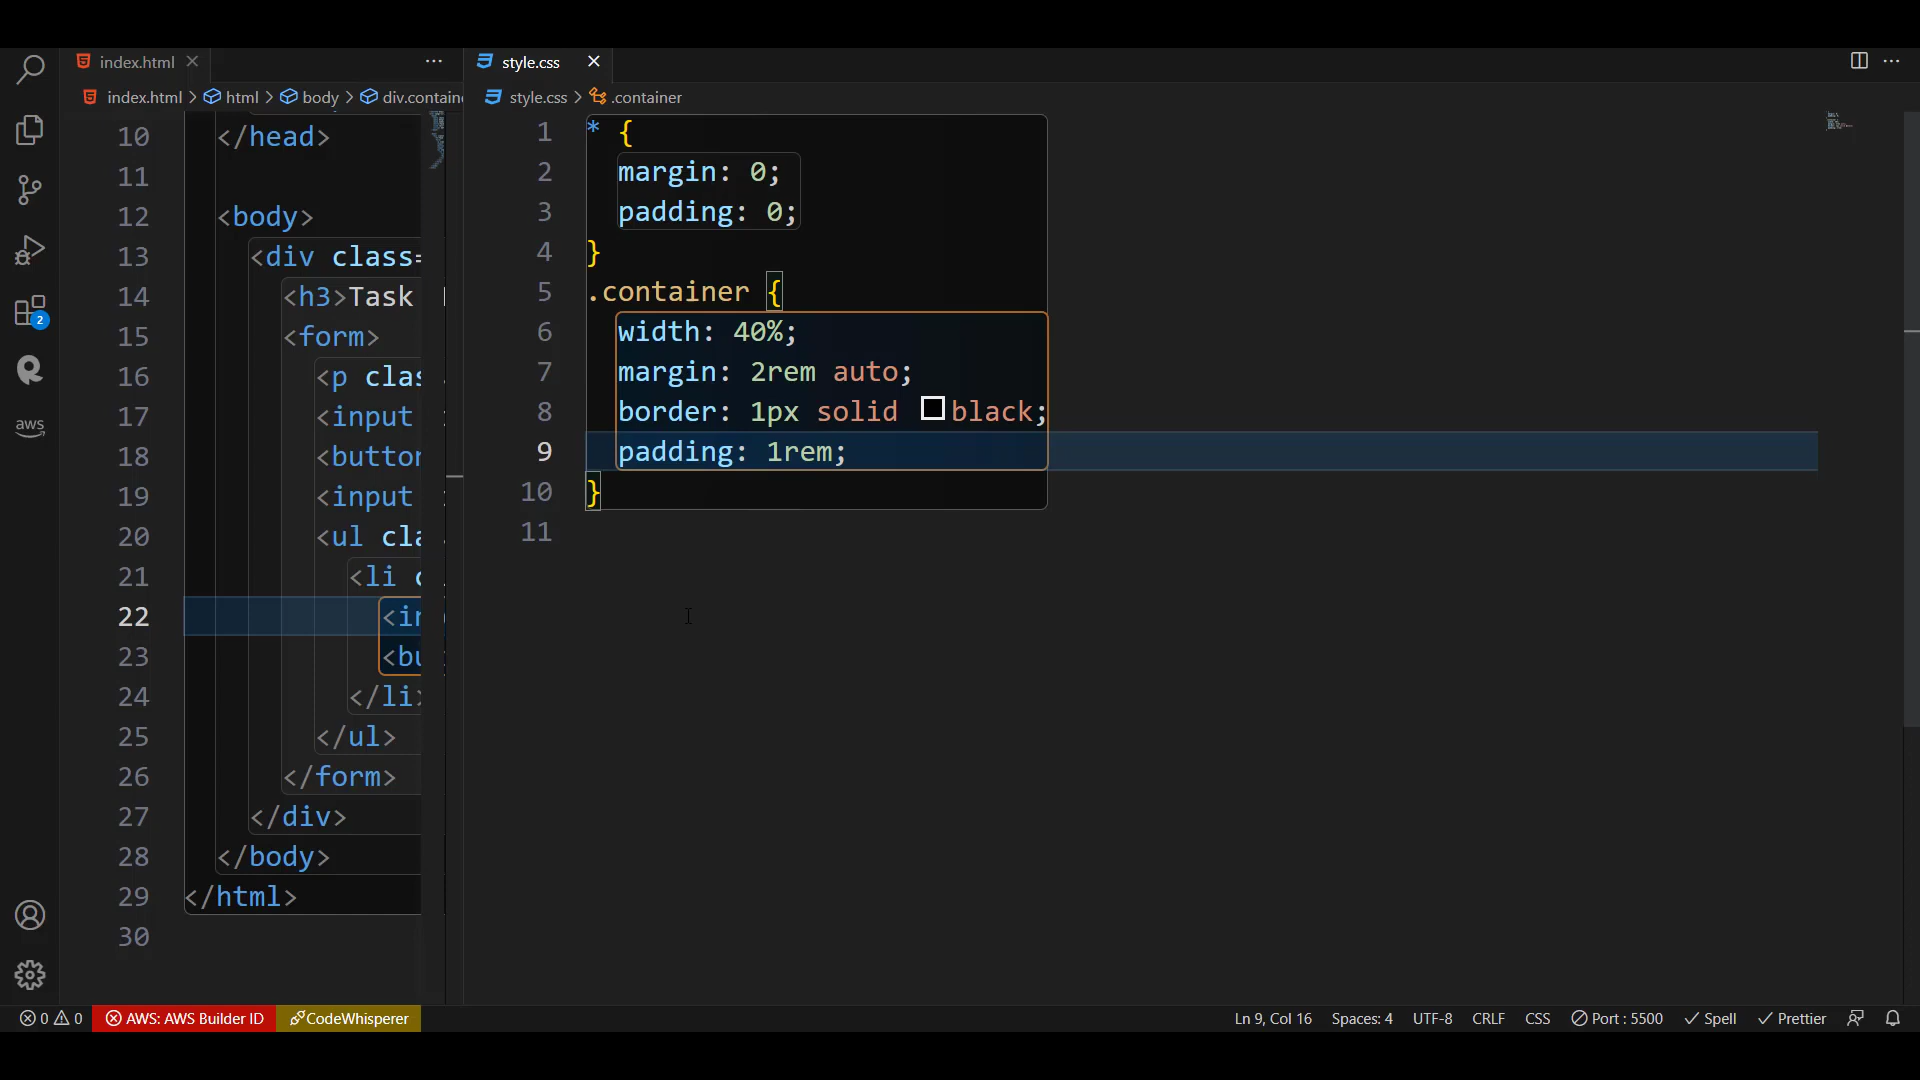 index.html
style.css
index.html > html > body > div.containe
style.css > .container
10 </head>
11
12 <body>
13 <div class=
14 <h3>Task
15 <form>
16 <p clas
17 <input
18 <button
19 <input
20 <ul cla
21 <li c
22 <in
23 <bu
24 </li>
25 </ul>
26 </form>
27 </div>
28 </body>
29 </html>
30
1 * {
2 margin: 0;
3 padding: 0;
4 }
5 .container {
6 width: 40%;
7 margin: 2rem auto;
8 border: 1px solid black;
9 padding: 1rem;
10 }
11
2
aws
0 0 AWS: AWS Builder ID CodeWhisperer Ln 9, Col 16 Spaces: 4 UTF-8 CRLF CSS Port : 5500 Spell Prettier